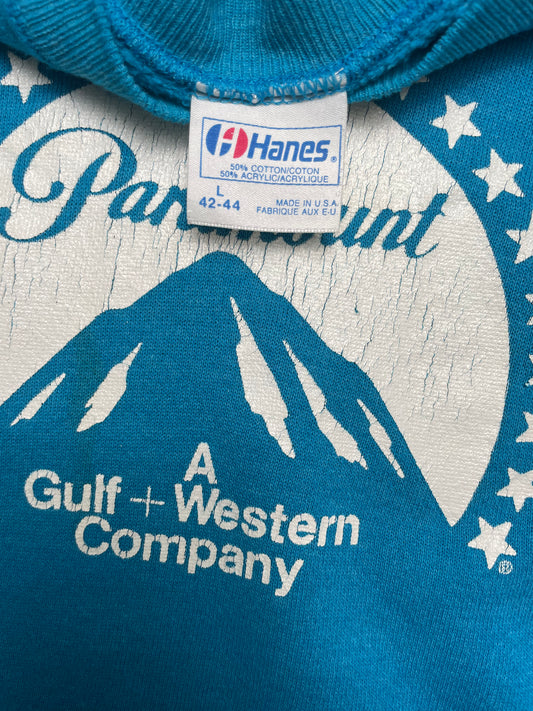 Hanes®
50% COTTON/COTON
50% ACRYLIC/ACRYLIQUE
L
42-44
MADE IN U.S.A.
FABRIQUE AUX E-U
Paramount
A
Gulf + Western
Company
®